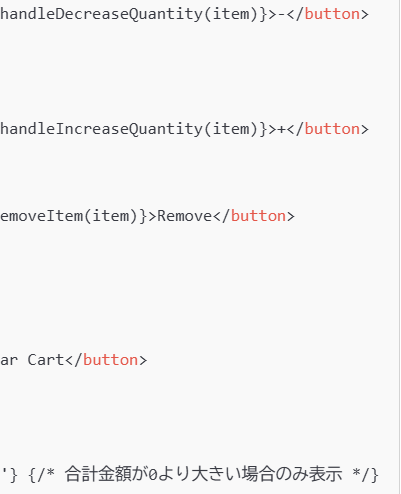 handleDecreaseQuantity(item)}>-</button>
handleIncreaseQuantity(item)}>+</button>
emoveItem(item)}>Remove</button>
ar Cart</button>
'} {/* 合計金額が0より大きい場合のみ表示 */}